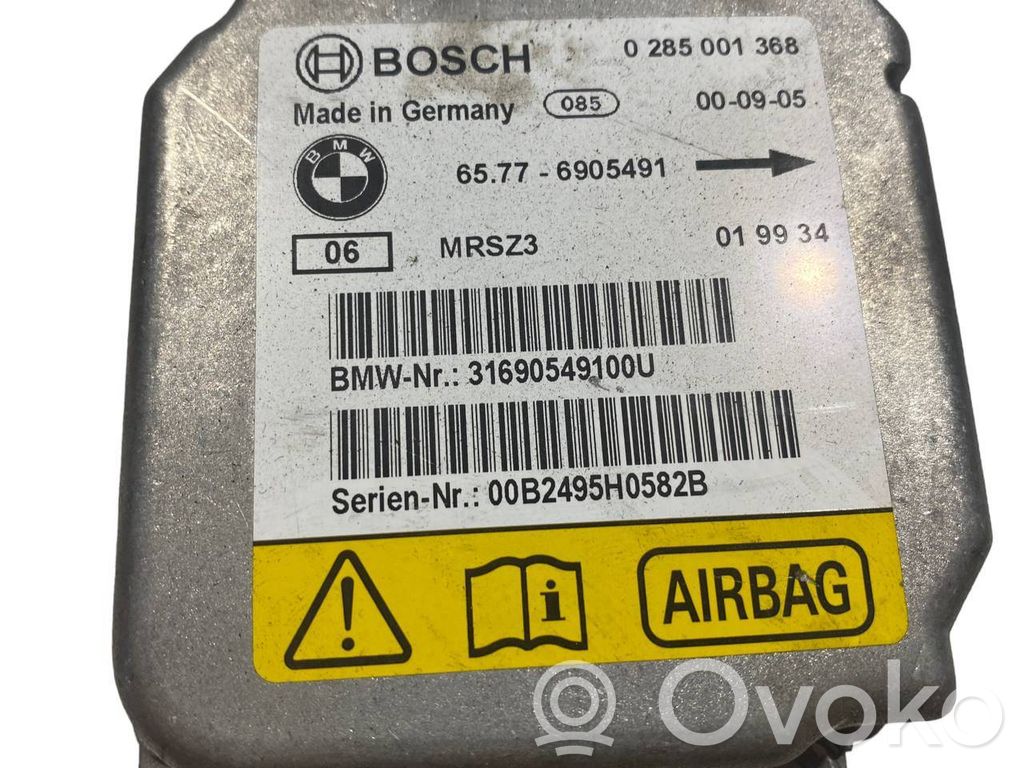 BOSCH 0 285 001 368
Made in Germany 085 00-09-05
BMW 65.77 - 6905491
06 MRSZ3 01 99 34
BMW-Nr.: 31690549100U
Serien-Nr.: 00B2495H0582B
! i AIRBAG
Ovoko